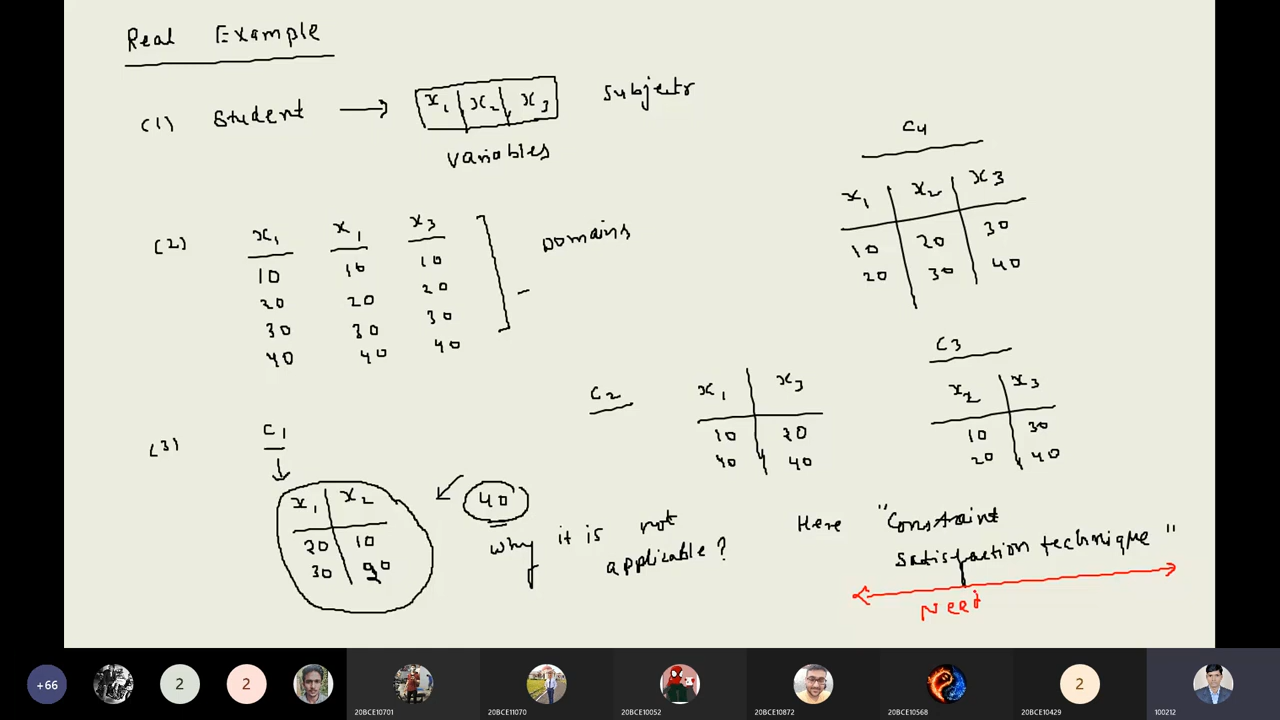 Real Example
(1) Student → x1 x2 x3 subjects
variables
(2) x1 x1 x3
10 10 10
20 20 20
30 30 30
40 40 40
Domains
C4
x1 x2 x3
10 20 30
20 30 40
C3
x2 x3
10 30
20 40
C2
x1 x3
10 20
40 40
(3) C1
x1 x2
20 10
30 20
40
why it is not
applicable?
Here "Constraint
satisfaction technique"
Need
+66
2
2
2
20BCE10701
20BCE11070
20BCE10052
20BCE10872
20BCE10568
20BCE10429
100212